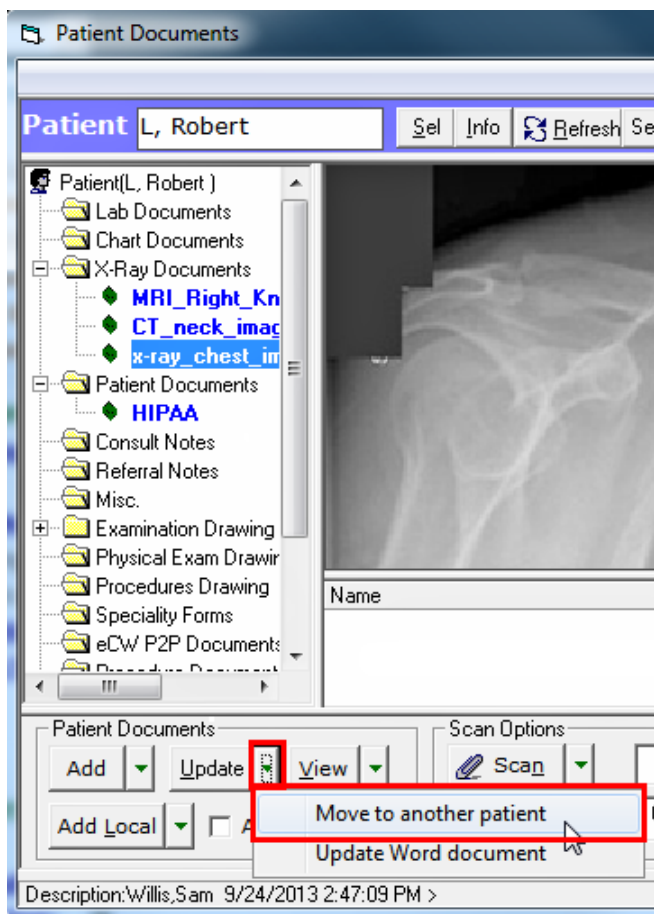 Patient Documents
Patient L, Robert Sel Info Refresh Se
Patient(L, Robert )
Lab Documents
Chart Documents
X-Ray Documents
MRI_Right_Kn
CT_neck_imag
x-ray_chest_im
Patient Documents
HIPAA
Consult Notes
Referral Notes
Misc.
Examination Drawing
Physical Exam Drawir
Procedures Drawing
Speciality Forms
eCW P2P Documents
Name
Patient Documents
Scan Options
Add Update View Scan
Add Local A
Move to another patient
Update Word document
Description:Willis,Sam 9/24/2013 2:47:09 PM >